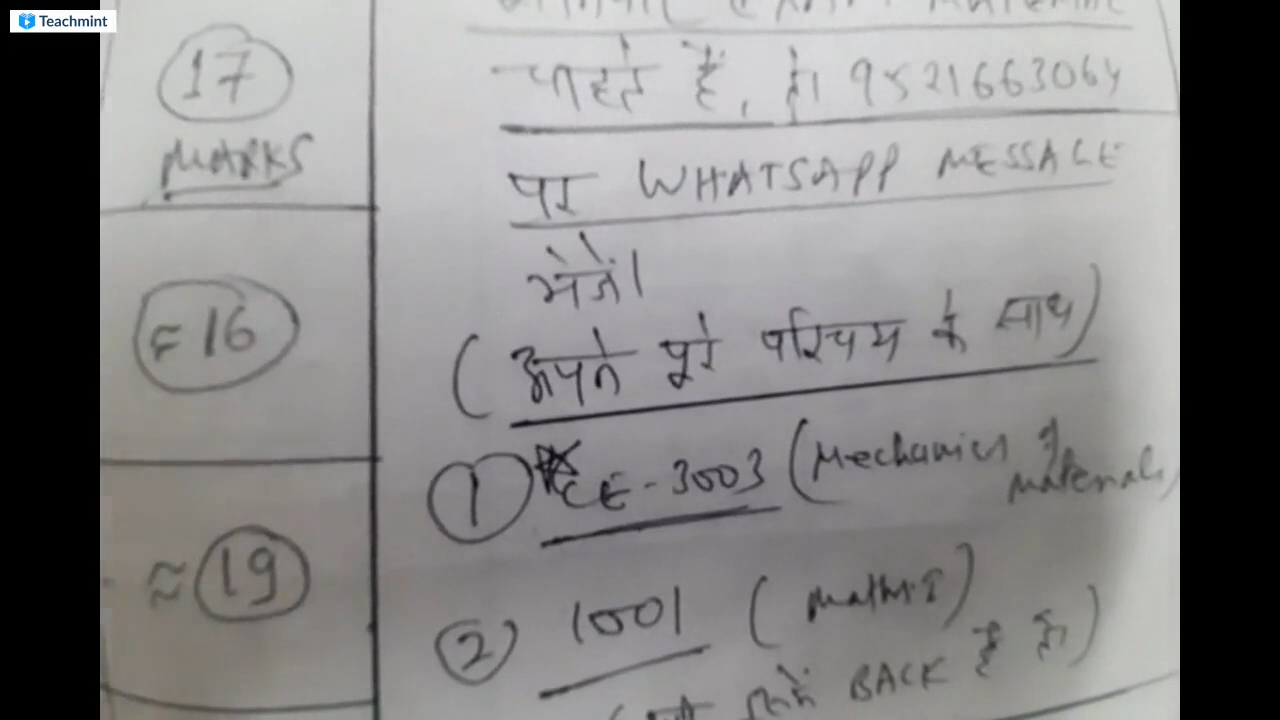 Teachmint
17
MARKS
= 16
≈ 19
चाहते हैं, तो 9521663064
पर WHATSAPP MESSAGE
भेजें।
(अपने पूरे परिचय के साथ)
① CE-3003 (Mechanics of
Materials)
② 1001 (Maths-I)
BACK है तो)